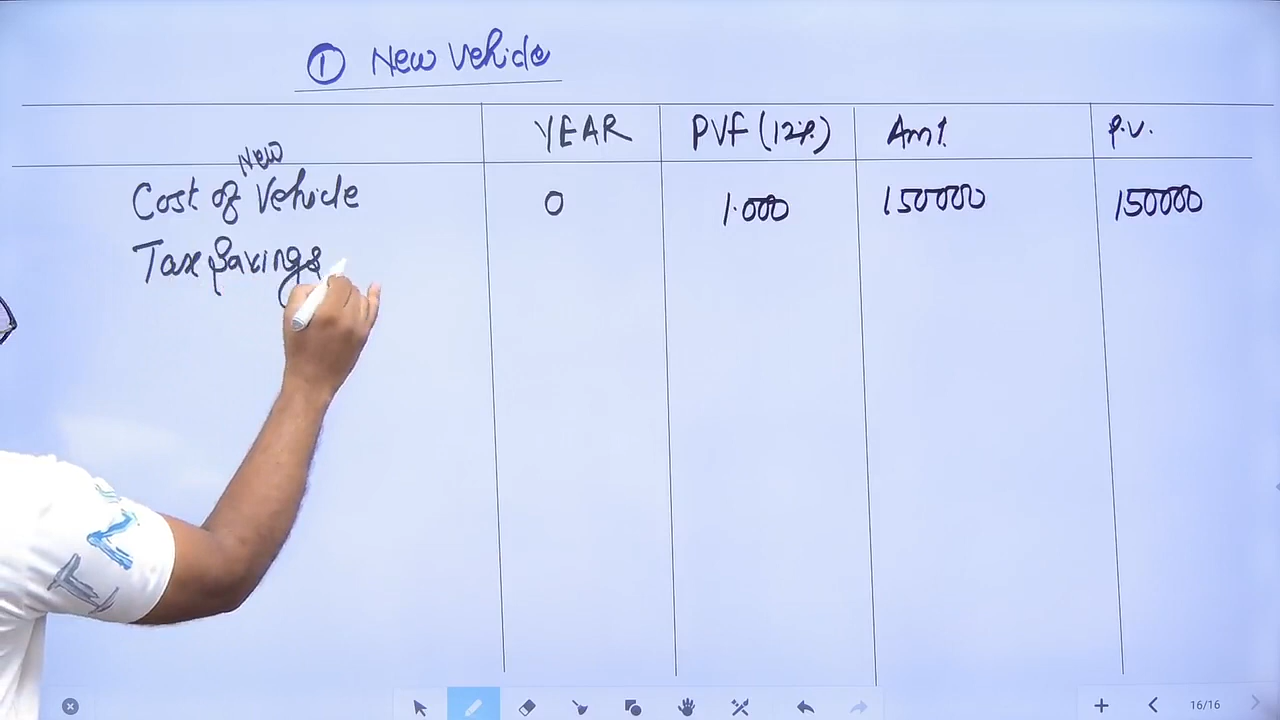 ① New Vehicle
YEAR PVF (12%) Amt. P.V.
New
Cost of Vehicle 0 1.000 150000 150000
Tax Savings
16/16